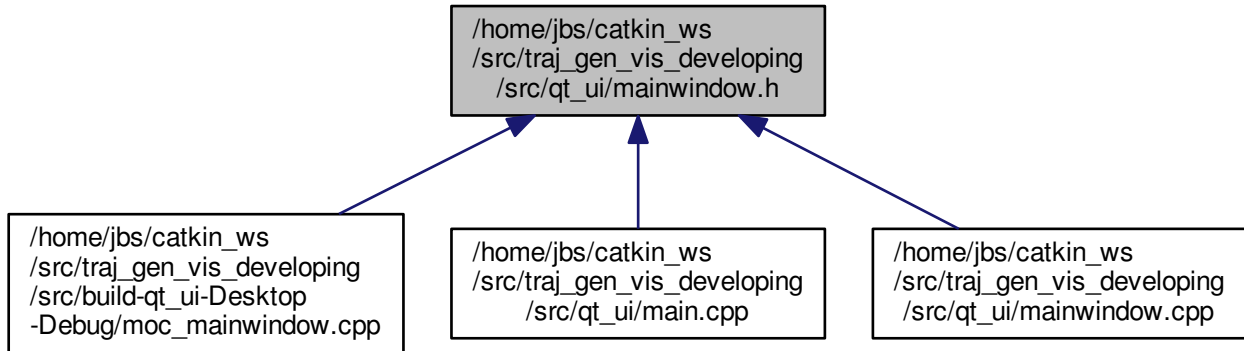 /home/jbs/catkin_ws
/src/traj_gen_vis_developing
/src/qt_ui/mainwindow.h
/home/jbs/catkin_ws
/src/traj_gen_vis_developing
/src/build-qt_ui-Desktop
-Debug/moc_mainwindow.cpp
/home/jbs/catkin_ws
/src/traj_gen_vis_developing
/src/qt_ui/main.cpp
/home/jbs/catkin_ws
/src/traj_gen_vis_developing
/src/qt_ui/mainwindow.cpp